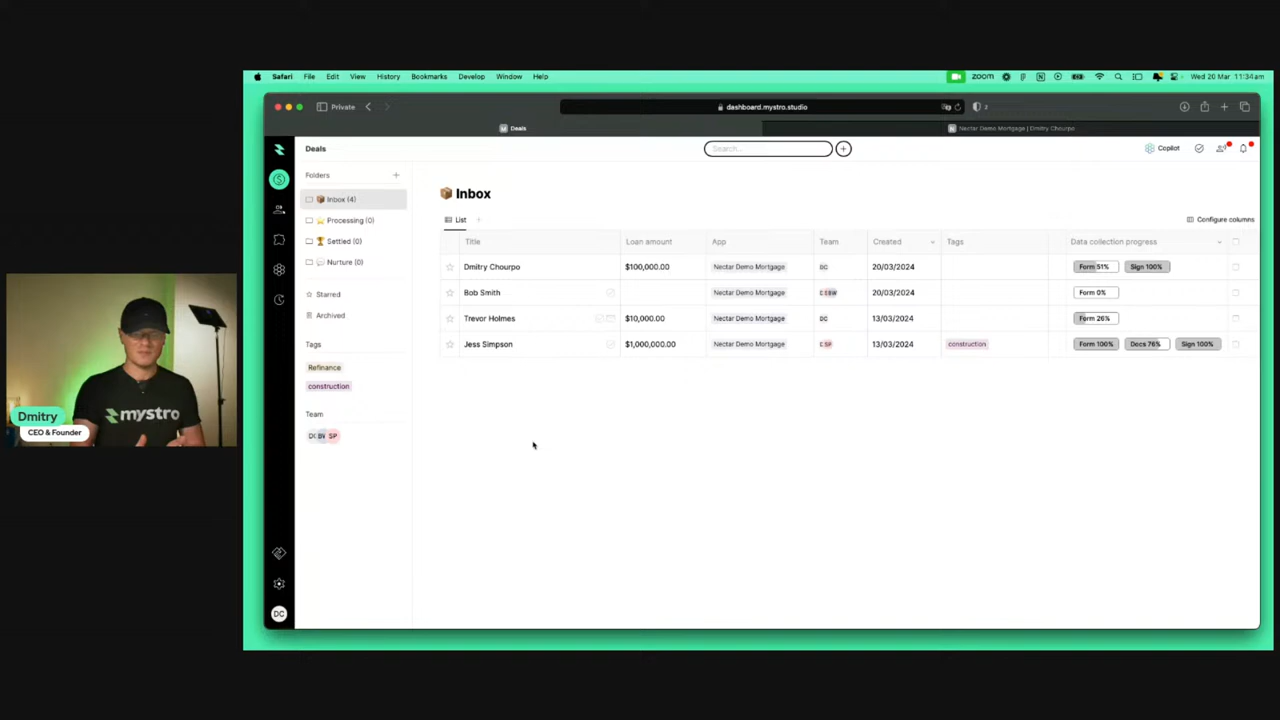 Safari File Edit View History Bookmarks Develop Window Help zoom Wed 20 Mar 11:34am
Private dashboard.mystro.studio 2
Deals Nectar Demo Mortgage | Dmitry Chourpo
Deals Search... Copilot
Folders
Inbox (4)
Processing (0)
Settled (0)
Nurture (0)
Starred
Archived
Tags
Refinance
construction
Team
SP
DC
Inbox
List Configure columns
Title Loan amount App Team Created Tags Data collection progress
Dmitry Chourpo $100,000.00 Nectar Demo Mortgage DC 20/03/2024 Form 51% Sign 100%
Bob Smith Nectar Demo Mortgage 20/03/2024 Form 0%
Trevor Holmes $10,000.00 Nectar Demo Mortgage DC 13/03/2024 Form 26%
Jess Simpson $1,000,000.00 Nectar Demo Mortgage SP 13/03/2024 construction Form 100% Docs 76% Sign 100%
mystro
Dmitry
CEO & Founder